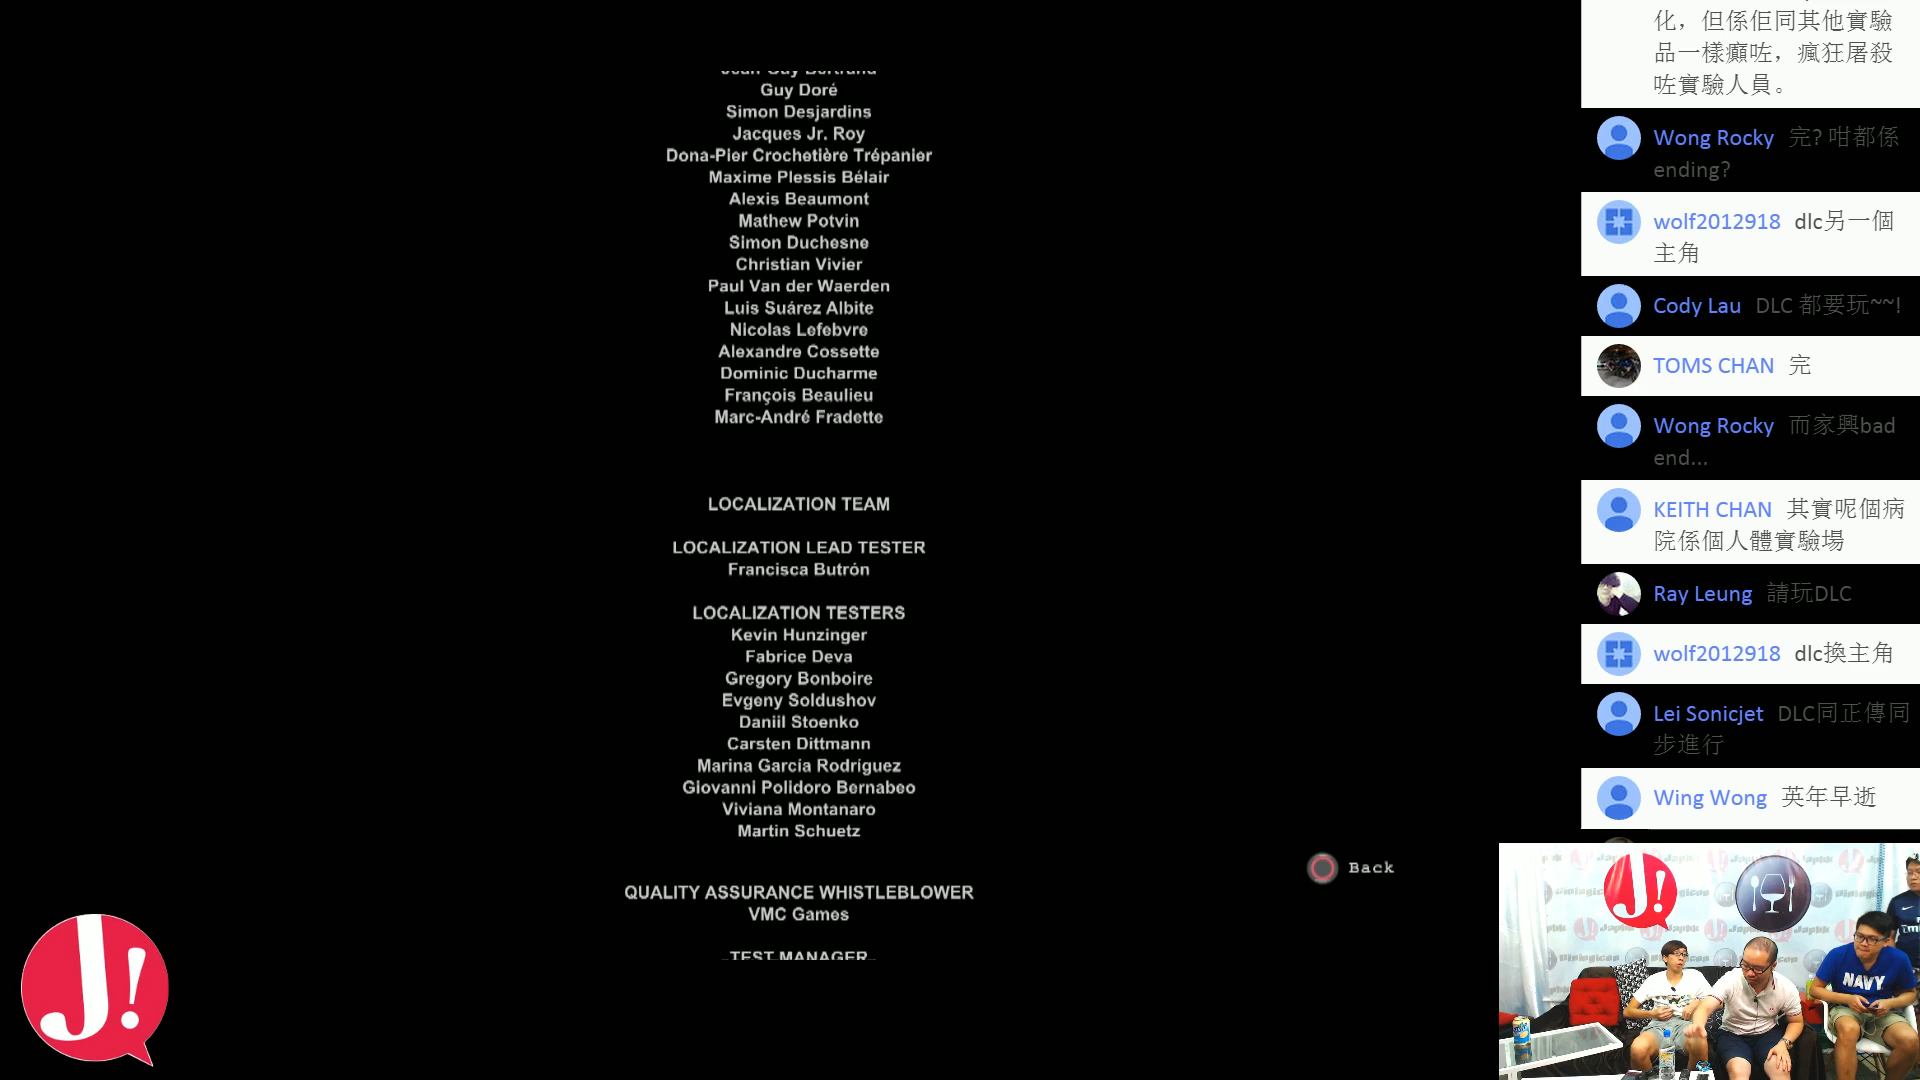 Jean-Guy Bertrand
Guy Doré
Simon Desjardins
Jacques Jr. Roy
Dona-Pier Crochetière Trépanier
Maxime Plessis Bélair
Alexis Beaumont
Mathew Potvin
Simon Duchesne
Christian Vivier
Paul Van der Waerden
Luis Suárez Albite
Nicolas Lefebvre
Alexandre Cossette
Dominic Ducharme
François Beaulieu
Marc-André Fradette
LOCALIZATION TEAM
LOCALIZATION LEAD TESTER
Francisca Butrón
LOCALIZATION TESTERS
Kevin Hunzinger
Fabrice Deva
Gregory Bonboire
Evgeny Soldushov
Daniil Stoenko
Carsten Dittmann
Marina García Rodríguez
Giovanni Polidoro Bernabeo
Viviana Montanaro
Martin Schuetz
QUALITY ASSURANCE WHISTLEBLOWER
VMC Games
TEST MANAGER
Back
化，但係佢同其他實驗
品一樣癲咗，瘋狂屠殺
咗實驗人員。
Wong Rocky 完? 咁都係
ending?
wolf2012918 dlc另一個
主角
Cody Lau DLC 都要玩~~!
TOMS CHAN 完
Wong Rocky 而家興bad
end...
KEITH CHAN 其實呢個病
院係個人體實驗場
Ray Leung 請玩DLC
wolf2012918 dlc換主角
Lei Sonicjet DLC同正傳同
步進行
Wing Wong 英年早逝
J!
J!
NAVY